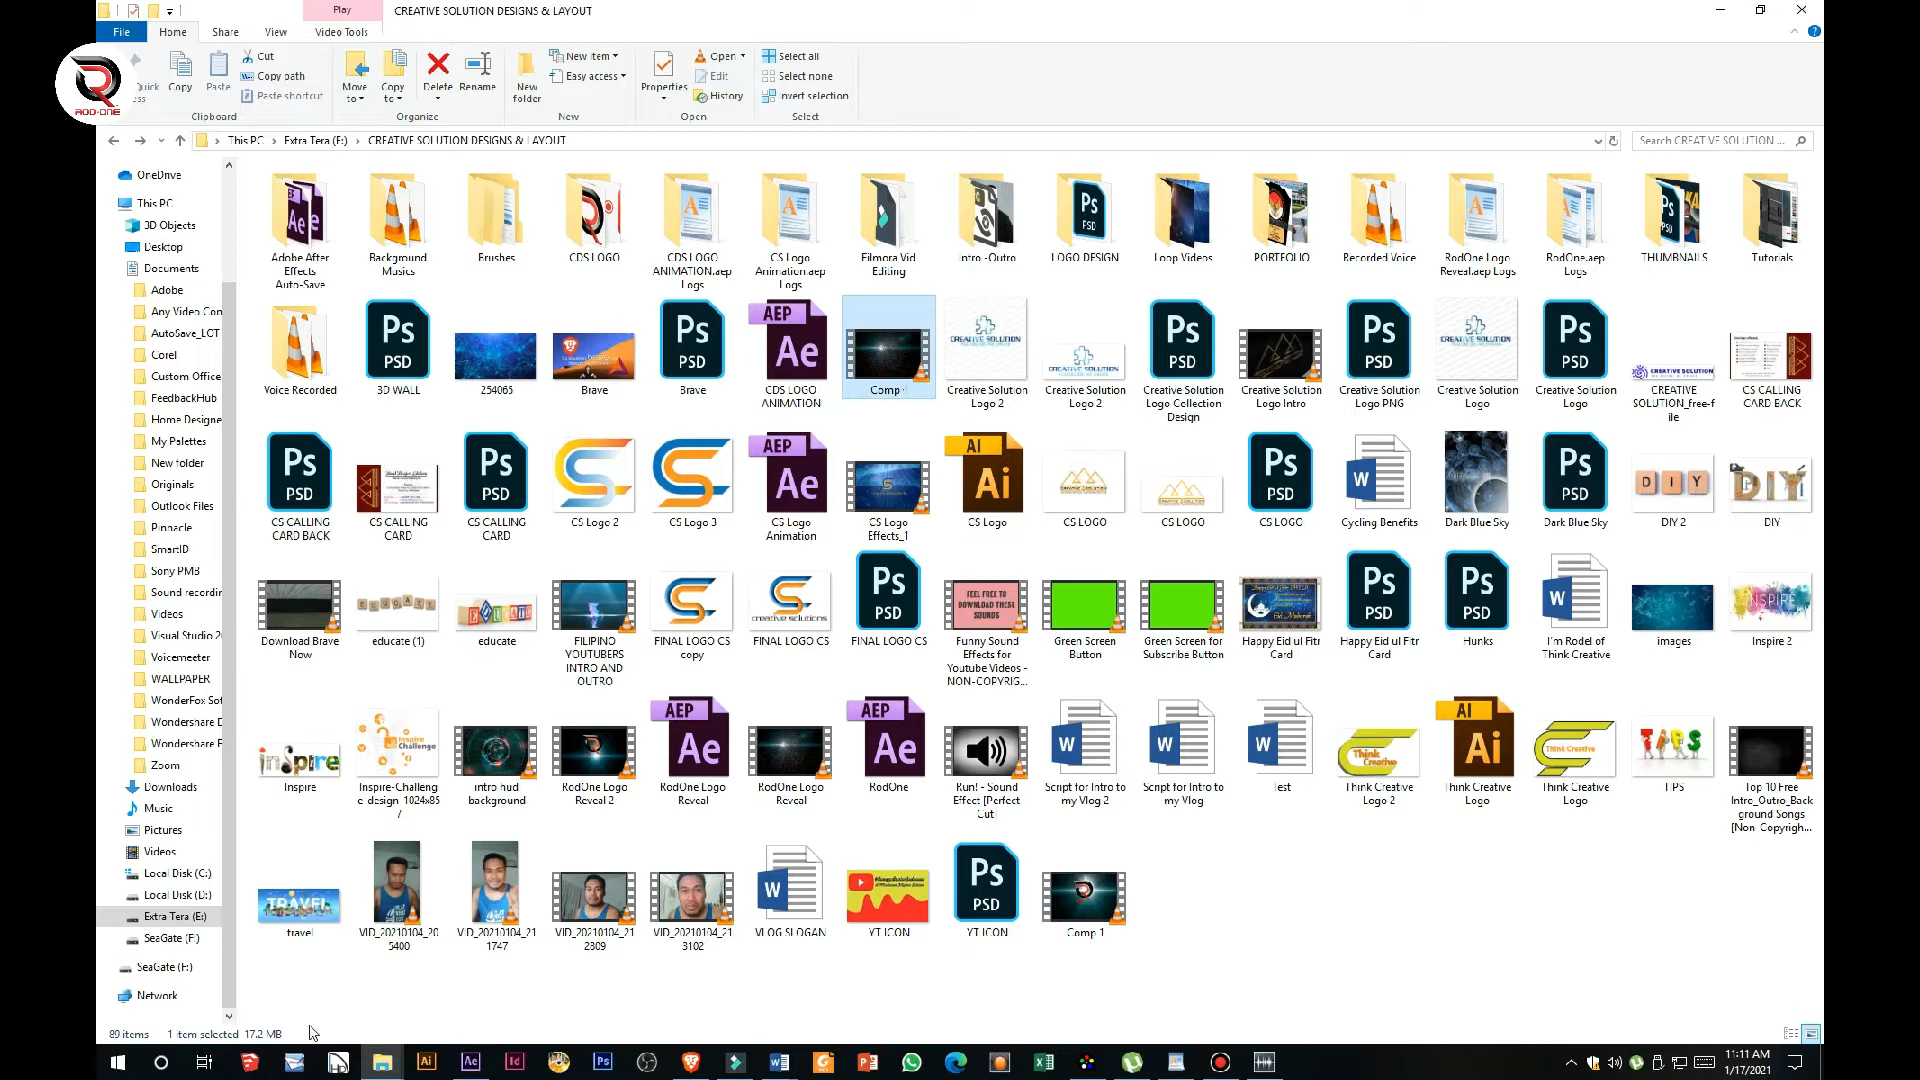 Play
CREATIVE SOLUTION DESIGNS & LAYOUT
File
Home
Share
View
Video Tools
ROD-ONE
Quick
Copy
Paste
Cut
Copy path
Paste shortcut
Clipboard
Move to
Copy to
Delete
Rename
Organize
New folder
New item
Easy access
New
Properties
Open
Edit
History
Open
Select all
Select none
Invert selection
Select
This PC
Extra Tera (E:)
CREATIVE SOLUTION DESIGNS & LAYOUT
Search CREATIVE SOLUTION ...
OneDrive
This PC
3D Objects
Desktop
Documents
Adobe
Any Video Con
AutoSave_LOT
Corel
Custom Office
FeedbackHub
Home Designe
My Palettes
New folder
Originals
Outlook Files
Pinnacle
SmartID
Sony PMB
Sound recordin
Videos
Visual Studio 2
Voicemeeter
WALLPAPER
WonderFox Sof
Wondershare
Wondershare
Zoom
Downloads
Music
Pictures
Videos
Local Disk (C:)
Local Disk (D:)
Extra Tera (E:)
SeaGate (F:)
SeaGate (F:)
Network
Adobe After Effects Auto-Save
Background Musics
Brushes
CDS LOGO
CDS LOGO ANIMATION.aep Logs
CS Logo Animation.aep Logs
Filmora Vid Editing
Intro -Outro
LOGO DESIGN
Loop Videos
PORTFOLIO
Recorded Voice
RodOne Logo Reveal.aep Logs
RodOne.aep Logs
THUMBNAILS
Tutorials
Voice Recorded
3D WALL
254065
Brave
Brave
CDS LOGO ANIMATION
Comp 1
Creative Solution Logo 2
Creative Solution Logo 2
Creative Solution Logo Collection Design
Creative Solution Logo Intro
Creative Solution Logo PNG
Creative Solution Logo
Creative Solution Logo
CREATIVE SOLUTION_free-file
CS CALLING CARD BACK
CS CALLING CARD BACK
CS CALLING CARD
CS CALLING CARD
CS Logo 2
CS Logo 3
CS Logo Animation
CS Logo Effects_1
CS Logo
CS LOGO
CS LOGO
CS LOGO
Cycling Benefits
Dark Blue Sky
Dark Blue Sky
DIY 2
DIY
Download Brave Now
educate (1)
educate
FILIPINO YOUTUBERS INTRO AND OUTRO
FINAL LOGO CS copy
FINAL LOGO CS
FINAL LOGO CS
Funny Sound Effects for Youtube Videos - NON-COPYRIG...
Green Screen Button
Green Screen for Subscribe Button
Happy Eid ul Fitr Card
Happy Eid ul Fitr Card
Hunks
I'm Rodel of Think Creative
images
Inspire 2
Inspire
Inspire-Challenge-design-1024x85
intro hud background
RodOne Logo Reveal 2
RodOne Logo Reveal
RodOne Logo Reveal
RodOne
Run! - Sound Effect [Perfect Cut]
Script for Intro to my Vlog 2
Script for Intro to my Vlog
Test
Think Creative Logo 2
Think Creative Logo
Think Creative Logo
TIPS
Top 10 Free Intro_Outro_Background Songs [Non-Copyrigh...
travel
VID_20210104_205400
VID_20210104_211747
VID_20210104_212809
VID_20210104_213102
VLOG SLOGAN
YT ICON
YT ICON
Comp 1
89 items
1 item selected 17.2 MB
11:11 AM
1/17/2021